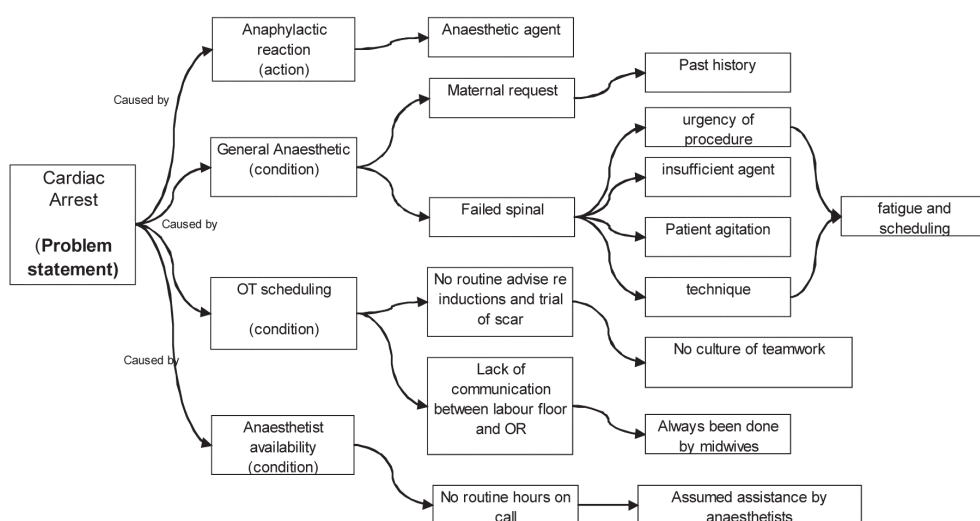 Cardiac
Arrest
(Problem
statement)
Caused by
Caused by
Caused by
Anaphylactic
reaction
(action)
Anaesthetic agent
General Anaesthetic
(condition)
Maternal request
Past history
Failed spinal
urgency of
procedure
insufficient agent
Patient agitation
technique
fatigue and
scheduling
OT scheduling
(condition)
No routine advise re
inductions and trial
of scar
No culture of teamwork
Lack of
communication
between labour floor
and OR
Always been done
by midwives
Anaesthetist
availability
(condition)
No routine hours on
call
Assumed assistance by
anaesthetists